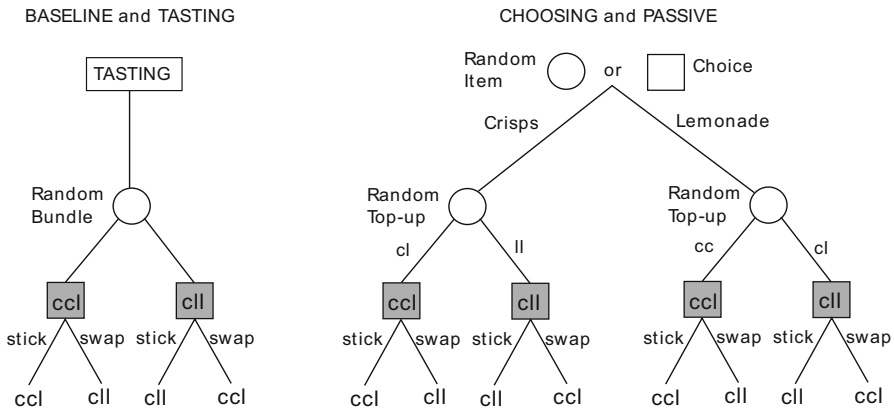 BASELINE and TASTING
TASTING
Random
Bundle
ccl
cll
stick
swap
stick
swap
ccl
cll
cll
ccl
CHOOSING and PASSIVE
Random
Item
or
Choice
Crisps
Lemonade
Random
Top-up
Random
Top-up
cl
ll
cc
cl
ccl
cll
ccl
cll
stick
swap
stick
swap
stick
swap
stick
swap
ccl
cll
cll
ccl
ccl
cll
cll
ccl